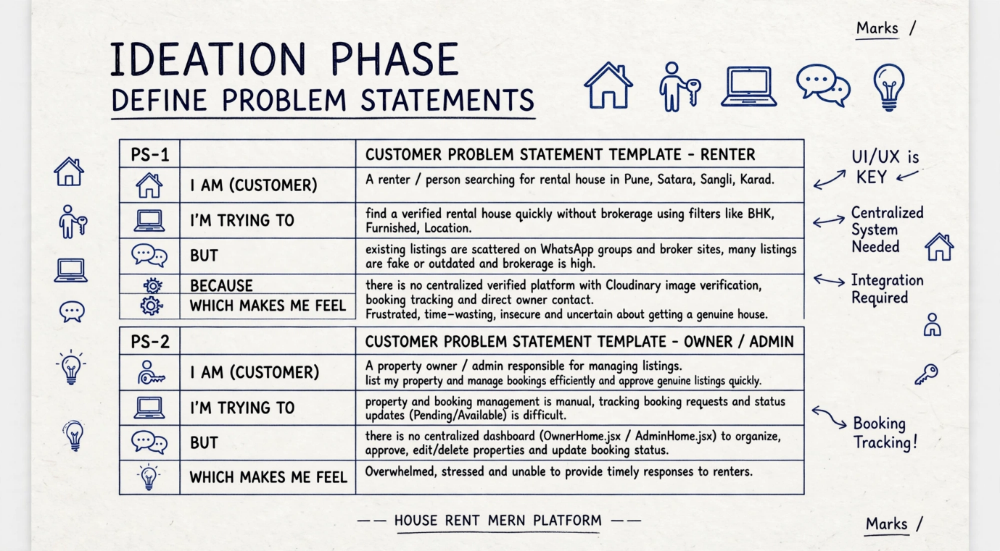 Marks /
IDEATION PHASE
DEFINE PROBLEM STATEMENTS
PS-1
CUSTOMER PROBLEM STATEMENT TEMPLATE - RENTER
I AM (CUSTOMER)
A renter / person searching for rental house in Pune, Satara, Sangli, Karad.
I'M TRYING TO
find a verified rental house quickly without brokerage using filters like BHK,
Furnished, Location.
BUT
existing listings are scattered on WhatsApp groups and broker sites, many listings
are fake or outdated and brokerage is high.
BECAUSE
WHICH MAKES ME FEEL
there is no centralized verified platform with Cloudinary image verification,
booking tracking and direct owner contact.
Frustrated, time-wasting, insecure and uncertain about getting a genuine house.
UI/UX is
KEY
Centralized
System
Needed
Integration
Required
PS-2
CUSTOMER PROBLEM STATEMENT TEMPLATE - OWNER / ADMIN
I AM (CUSTOMER)
A property owner / admin responsible for managing listings.
list my property and manage bookings efficiently and approve genuine listings quickly.
I'M TRYING TO
property and booking management is manual, tracking booking requests and status
updates (Pending/Available) is difficult.
BUT
there is no centralized dashboard (OwnerHome.jsx / AdminHome.jsx) to organize,
approve, edit/delete properties and update booking status.
WHICH MAKES ME FEEL
Overwhelmed, stressed and unable to provide timely responses to renters.
Booking
Tracking!
—— HOUSE RENT MERN PLATFORM ——
Marks /